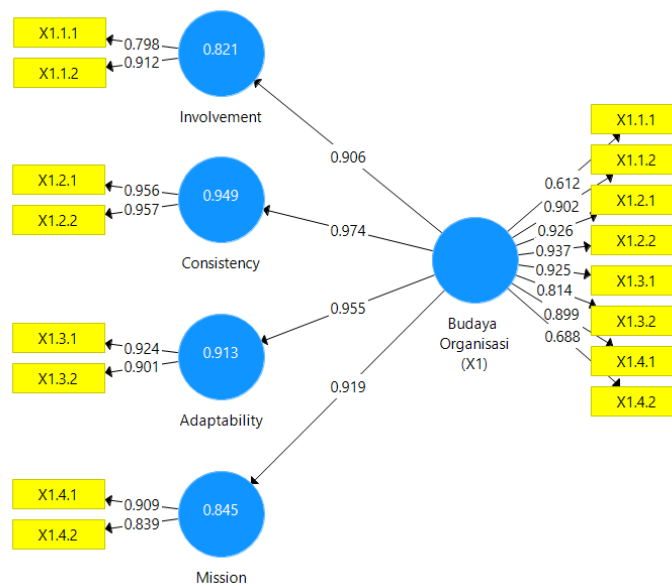 X1.1.1
0.798
X1.1.2
0.912
0.821
Involvement
0.906
X1.2.1
0.956
X1.2.2
0.957
0.949
Consistency
0.974
X1.3.1
0.924
X1.3.2
0.901
0.913
Adaptability
0.955
X1.4.1
0.909
X1.4.2
0.839
0.845
Mission
0.919
Budaya
Organisasi
(X1)
0.612
0.902
0.926
0.937
0.925
0.814
0.899
0.688
X1.1.1
X1.1.2
X1.2.1
X1.2.2
X1.3.1
X1.3.2
X1.4.1
X1.4.2